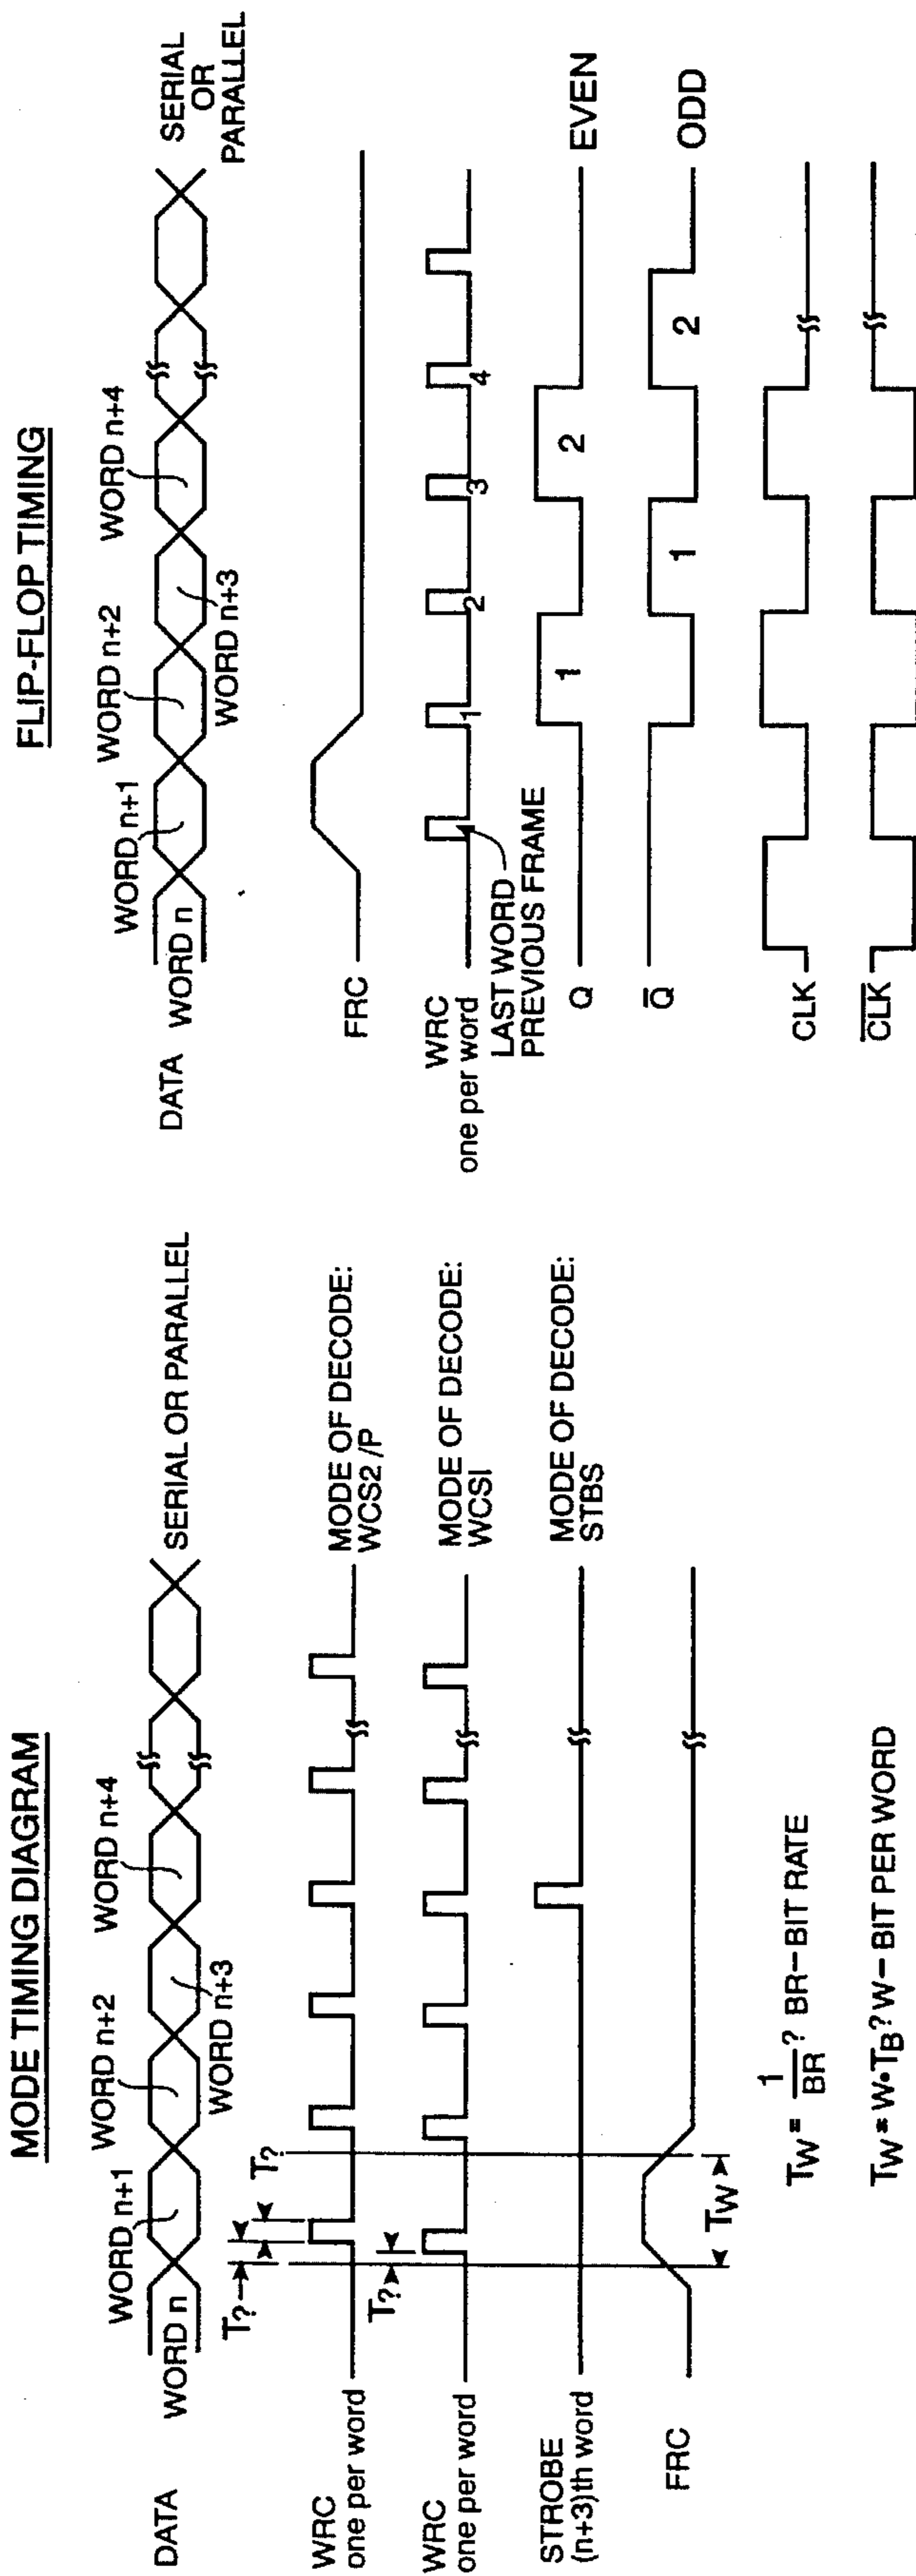 MODE TIMING DIAGRAM
WORD n+1
WORD n+2
WORD n+4
DATA
WORD n
WORD n+3
SERIAL OR PARALLEL
T?
T?
WRC
one per word
MODE OF DECODE:
WCS2 /P
T?
WRC
one per word
MODE OF DECODE:
WCSI
STROBE
(n+3)th word
MODE OF DECODE:
STBS
FRC
TW
TW = 1/BR ? BR–BIT RATE
TW = W•TB ? W– BIT PER WORD
FLIP-FLOP TIMING
WORD n+1
WORD n+2
WORD n+4
DATA
WORD n
WORD n+3
SERIAL
OR
PARALLEL
FRC
WRC
one per word
1
2
3
4
LAST WORD
PREVIOUS FRAME
Q
1
2
EVEN
Q̅
1
2
ODD
CLK
C̅L̅K̅